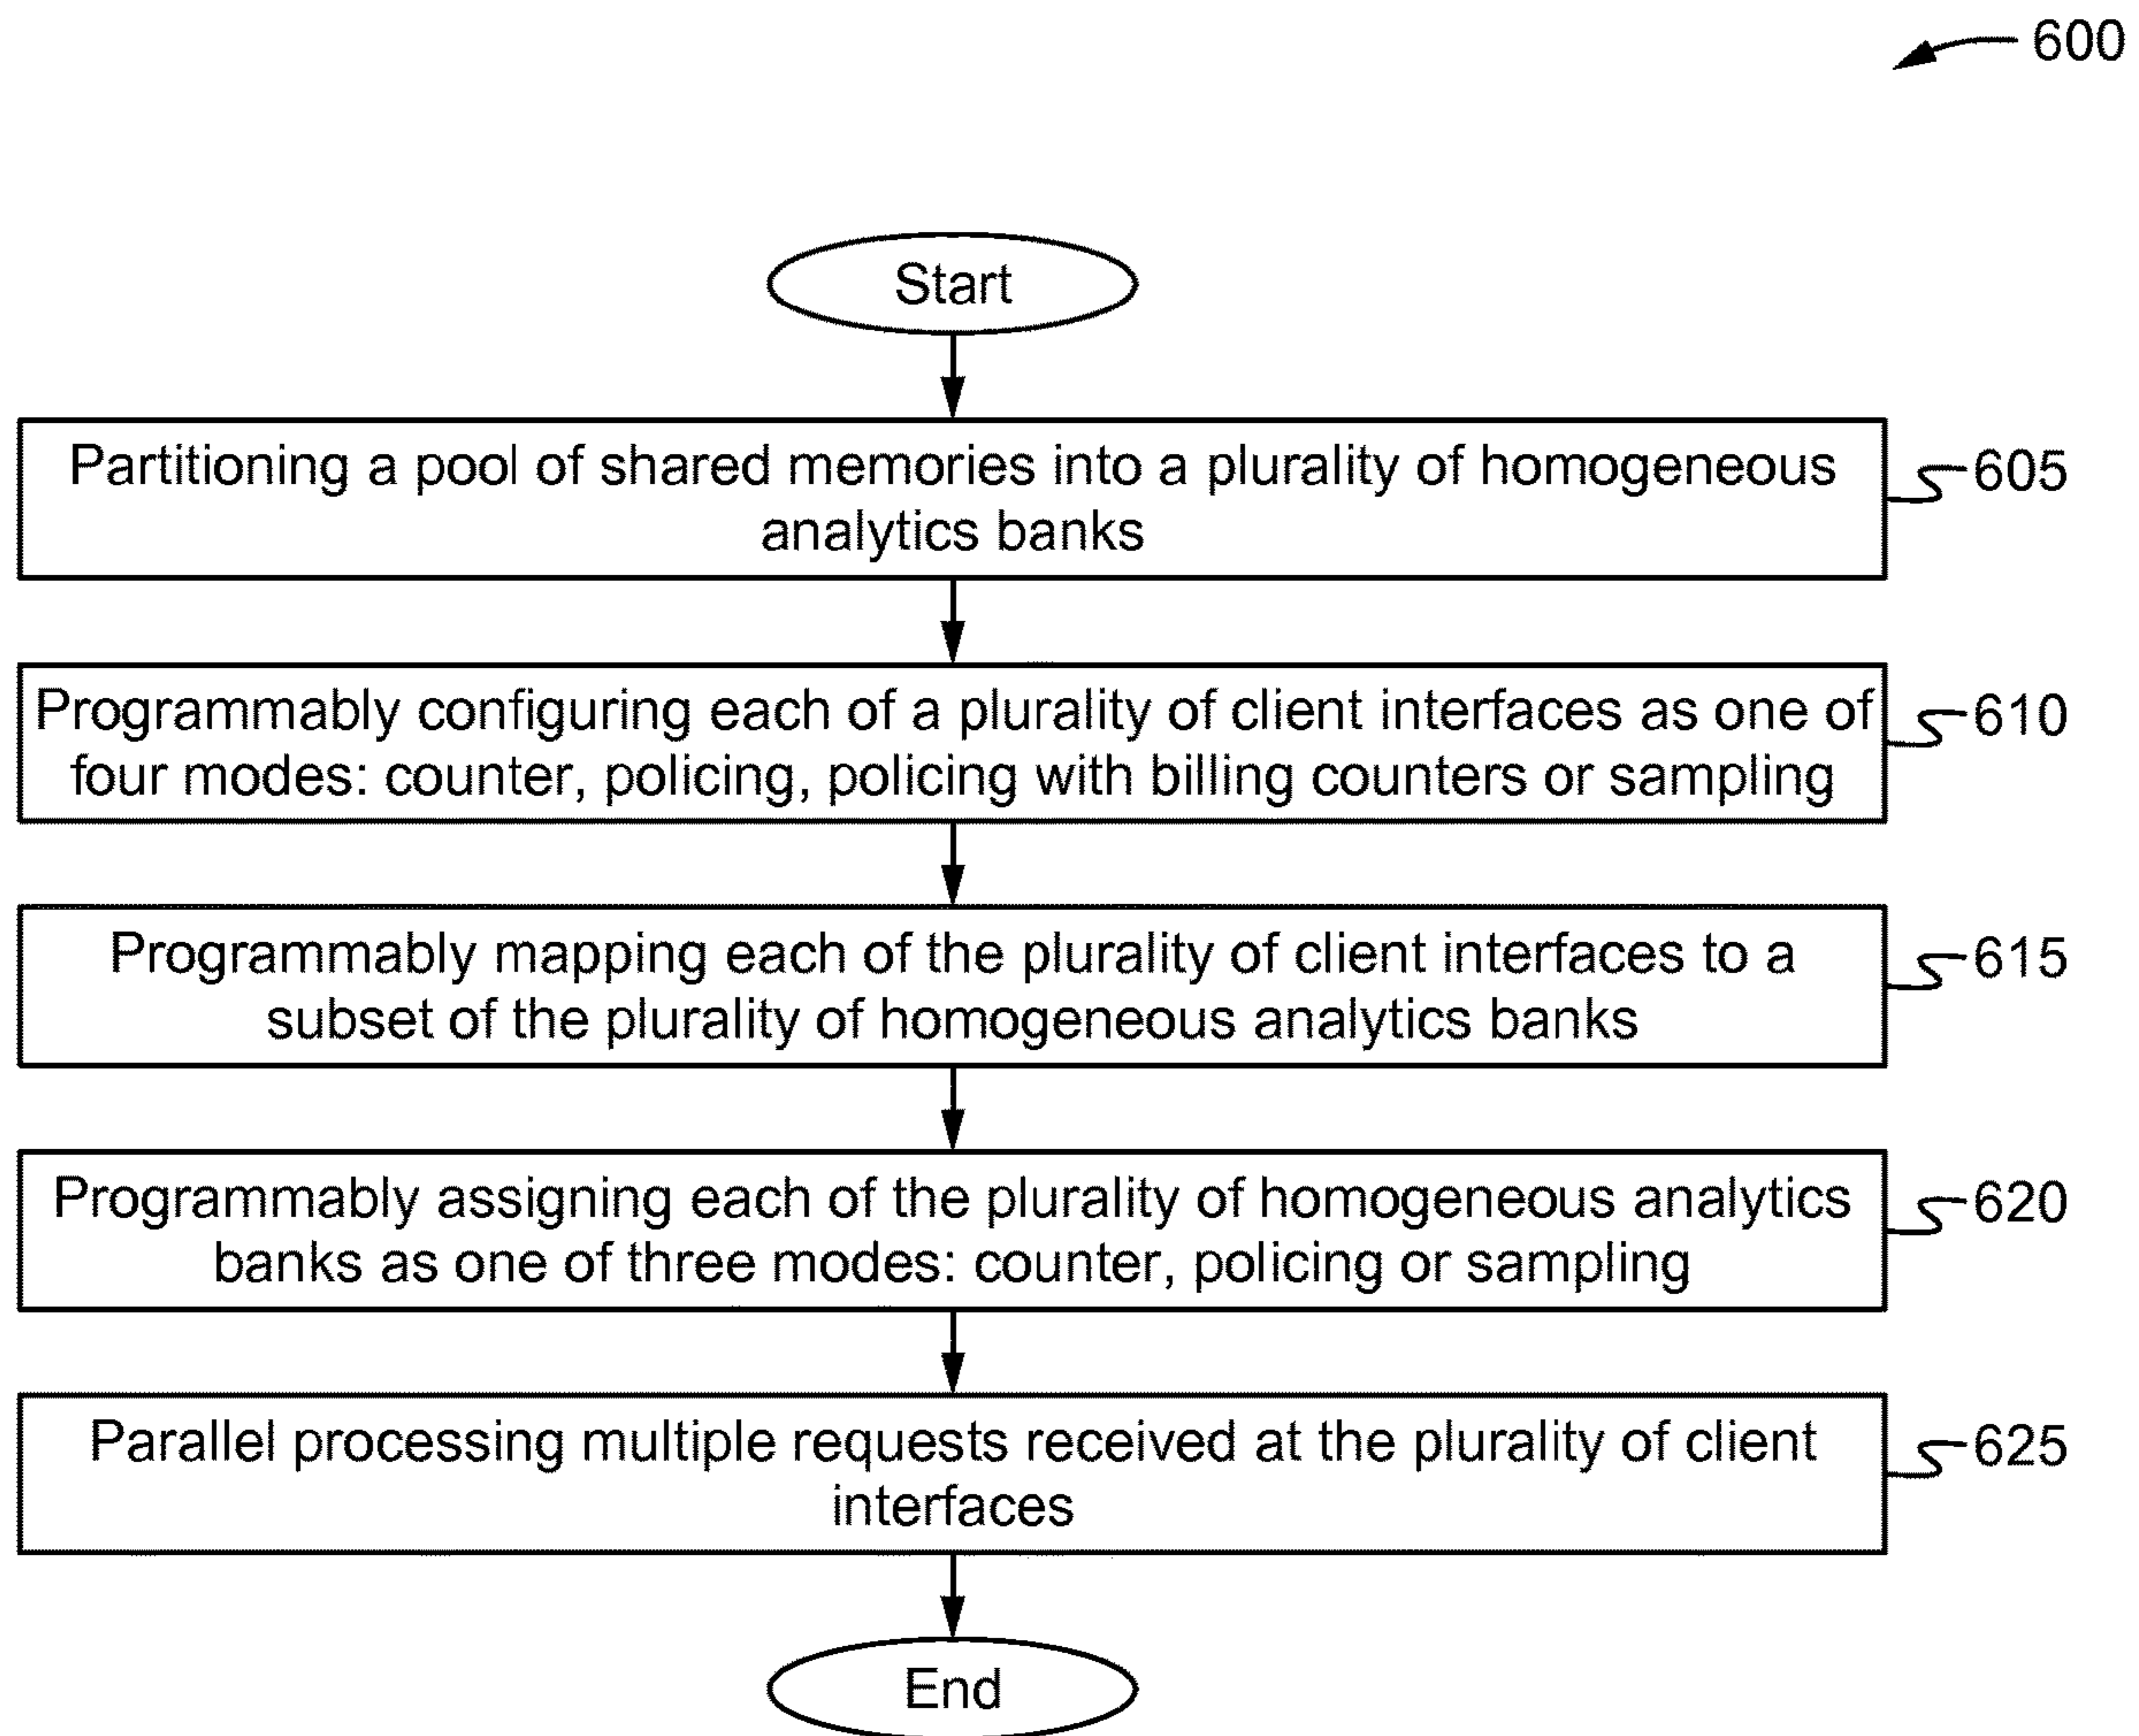 600
Start
Partitioning a pool of shared memories into a plurality of homogeneous
analytics banks
605
Programmably configuring each of a plurality of client interfaces as one of
four modes: counter, policing, policing with billing counters or sampling
610
Programmably mapping each of the plurality of client interfaces to a
subset of the plurality of homogeneous analytics banks
615
Programmably assigning each of the plurality of homogeneous analytics
banks as one of three modes: counter, policing or sampling
620
Parallel processing multiple requests received at the plurality of client
interfaces
625
End